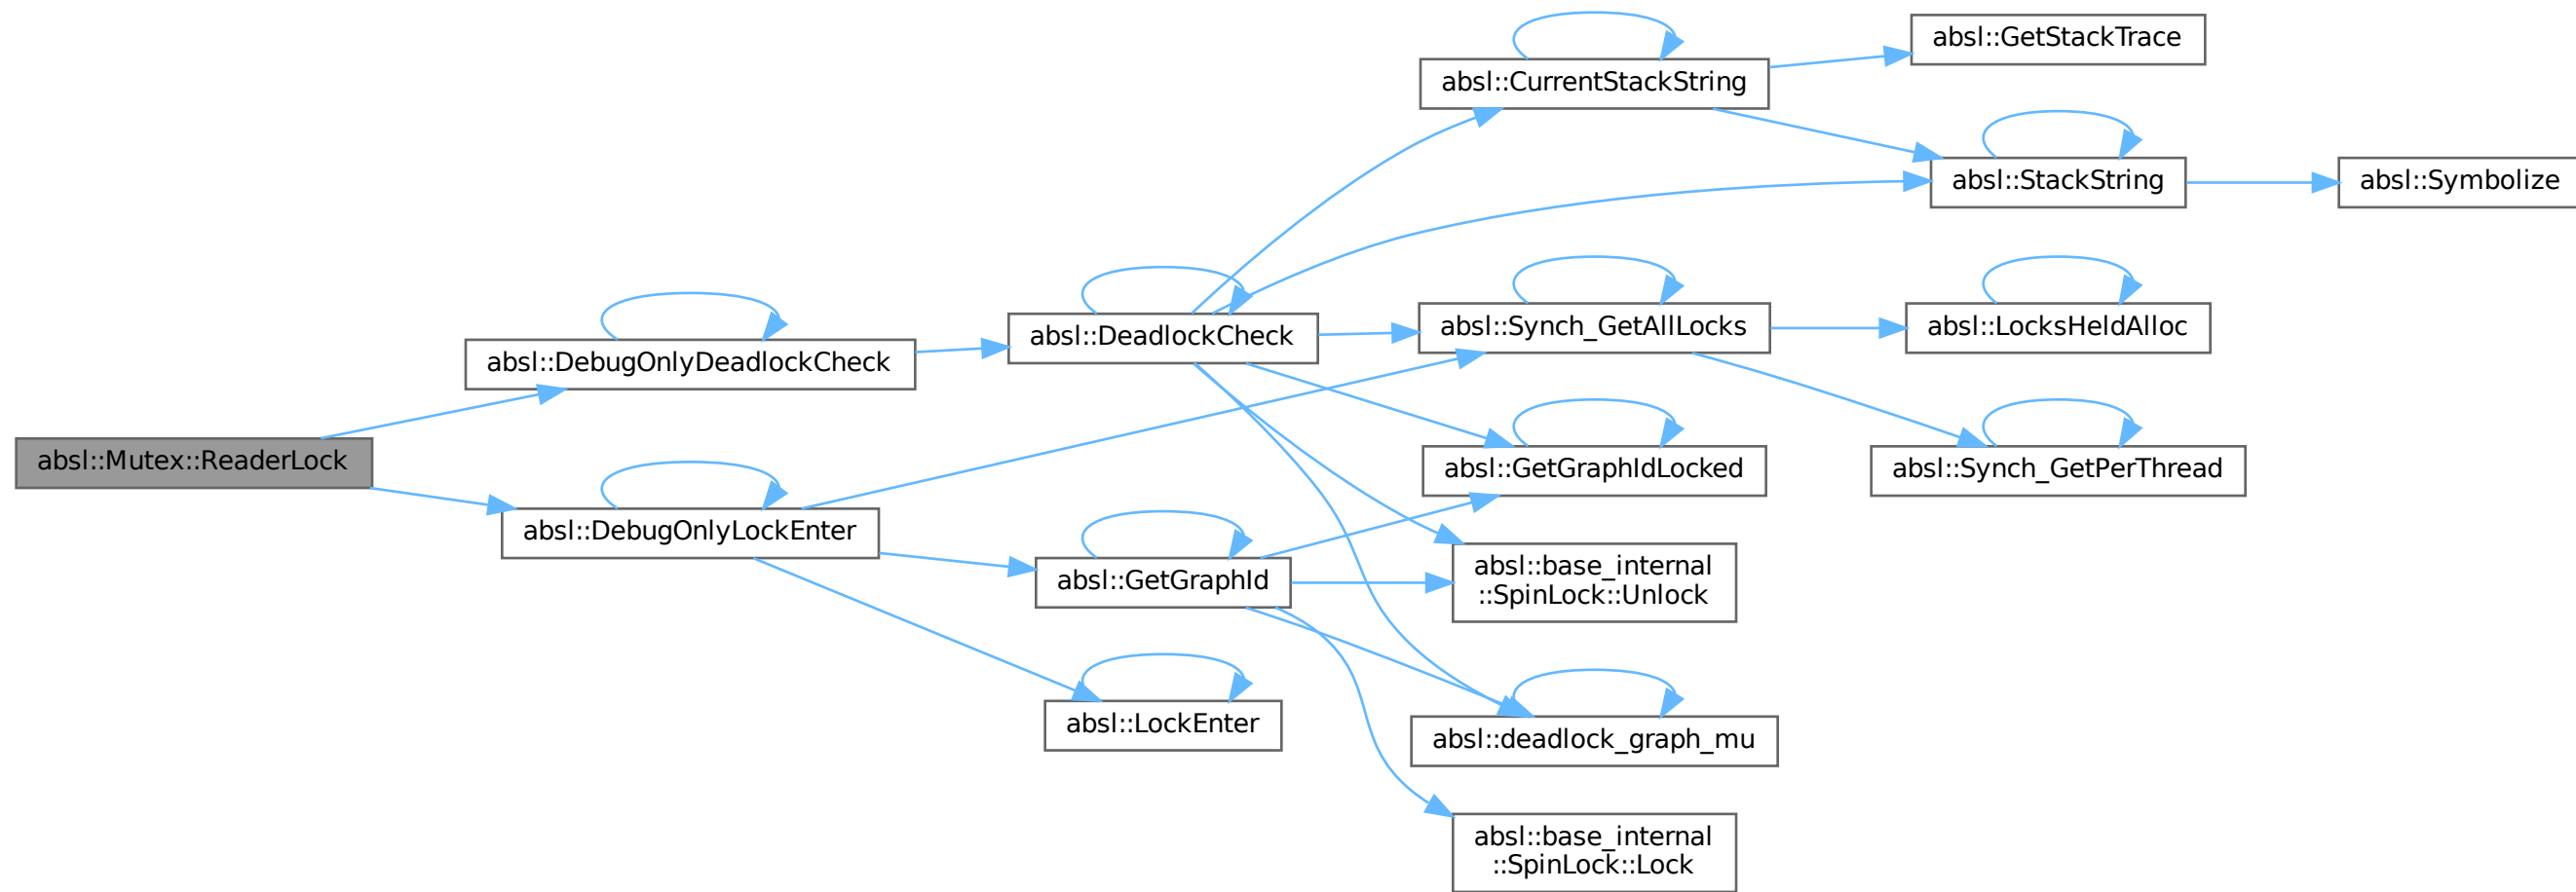 absl::Mutex::ReaderLock
absl::DebugOnlyDeadlockCheck
absl::DebugOnlyLockEnter
absl::DeadlockCheck
absl::GetGraphId
absl::LockEnter
absl::CurrentStackString
absl::Synch_GetAllLocks
absl::GetGraphIdLocked
absl::base_internal
::SpinLock::Unlock
absl::deadlock_graph_mu
absl::base_internal
::SpinLock::Lock
absl::GetStackTrace
absl::StackString
absl::LocksHeldAlloc
absl::Synch_GetPerThread
absl::Symbolize